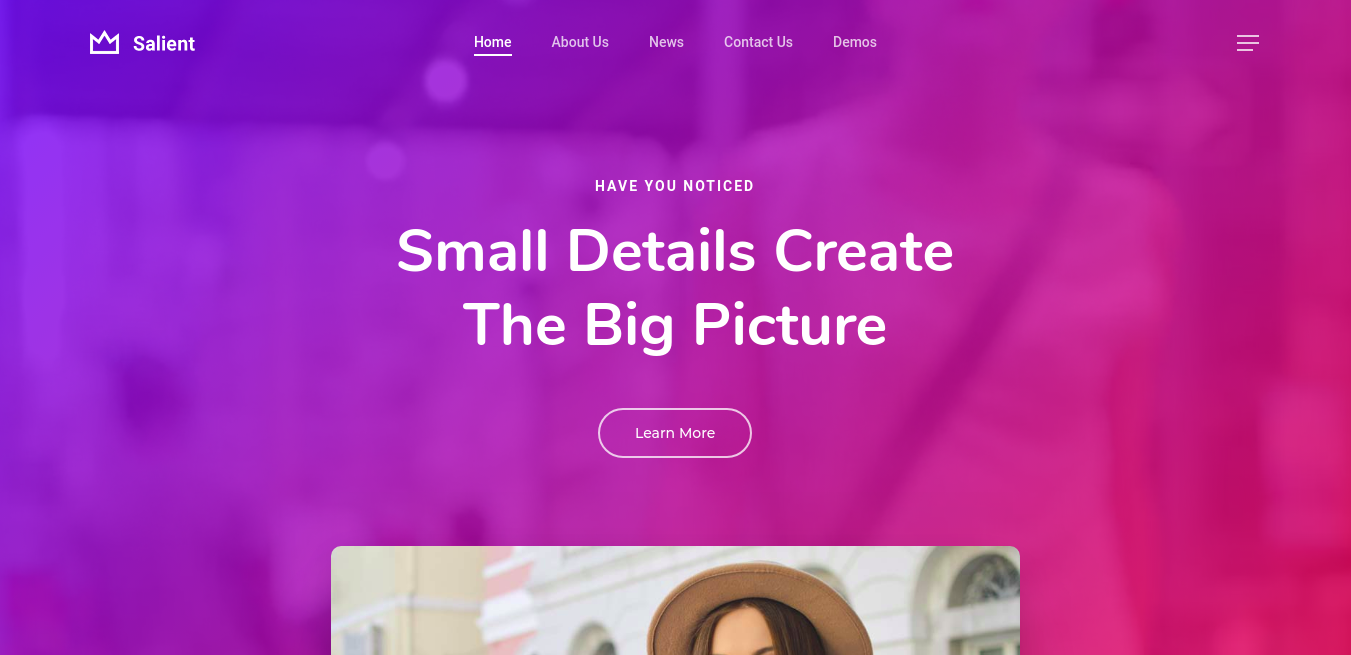 Salient
Home
About Us
News
Contact Us
Demos
HAVE YOU NOTICED
Small Details Create
The Big Picture
Learn More